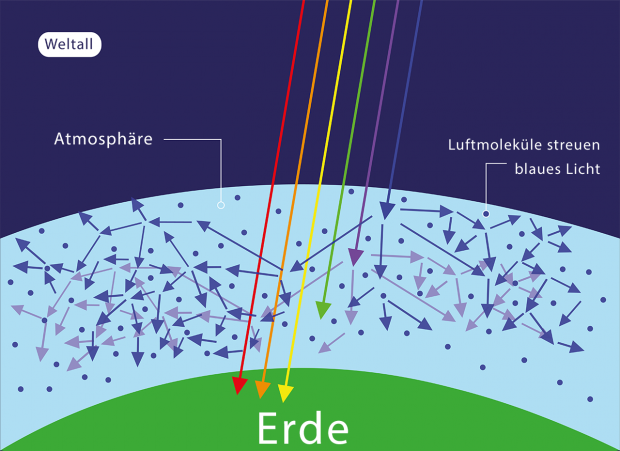 Weltall
Atmosphäre
Luftmoleküle streuen
blaues Licht
Erde